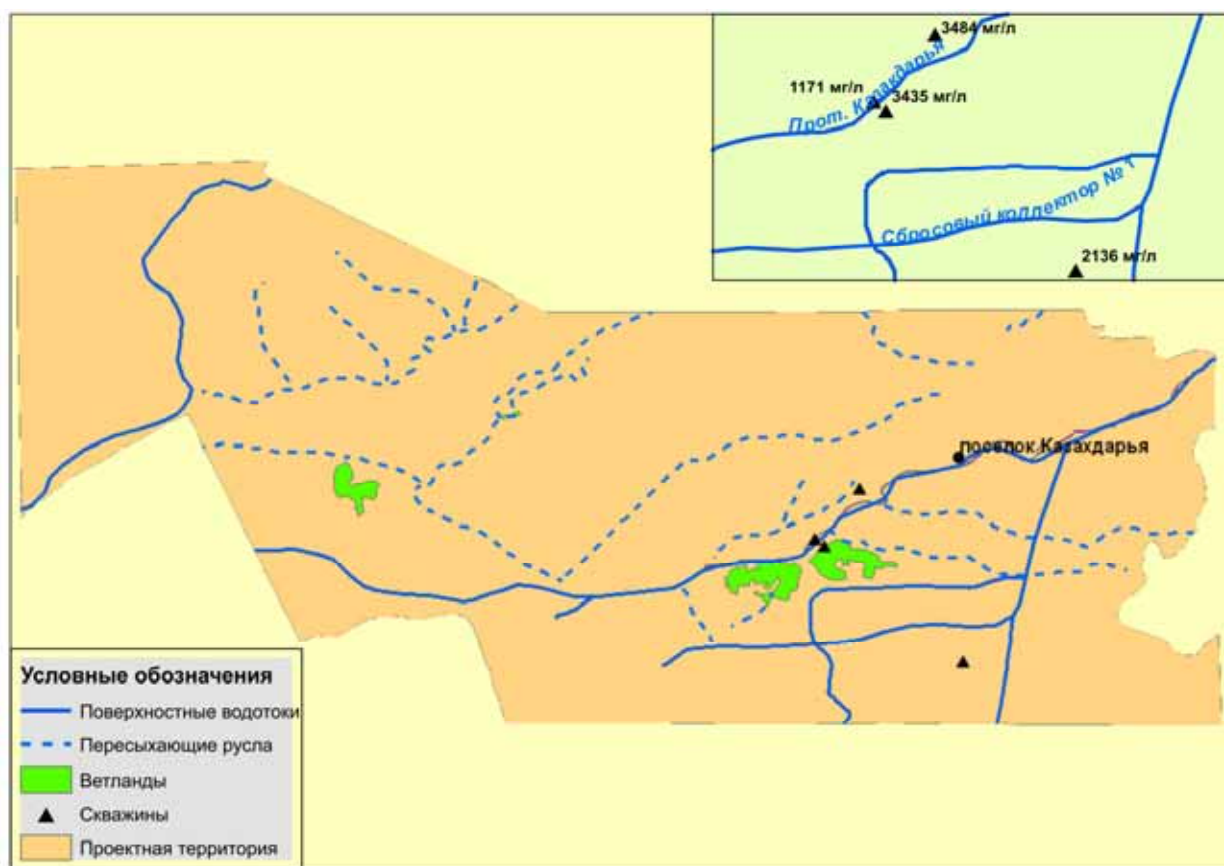 3484 мг/л
1171 мг/л
3435 мг/л
Прот. Казакдарья
Сбросовый коллектор № 1
2136 мг/л
поселок Казахдарья
Условные обозначения
Поверхностные водотоки
Пересыхающие русла
Ветланды
Скважины
Проектная территория